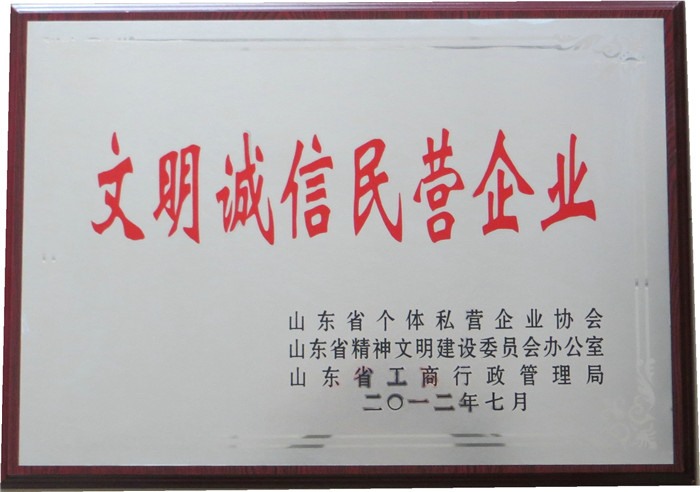 文明诚信民营企业
山东省个体私营企业协会
山东省精神文明建设委员会办公室
山东省工商行政管理局
二〇一二年七月